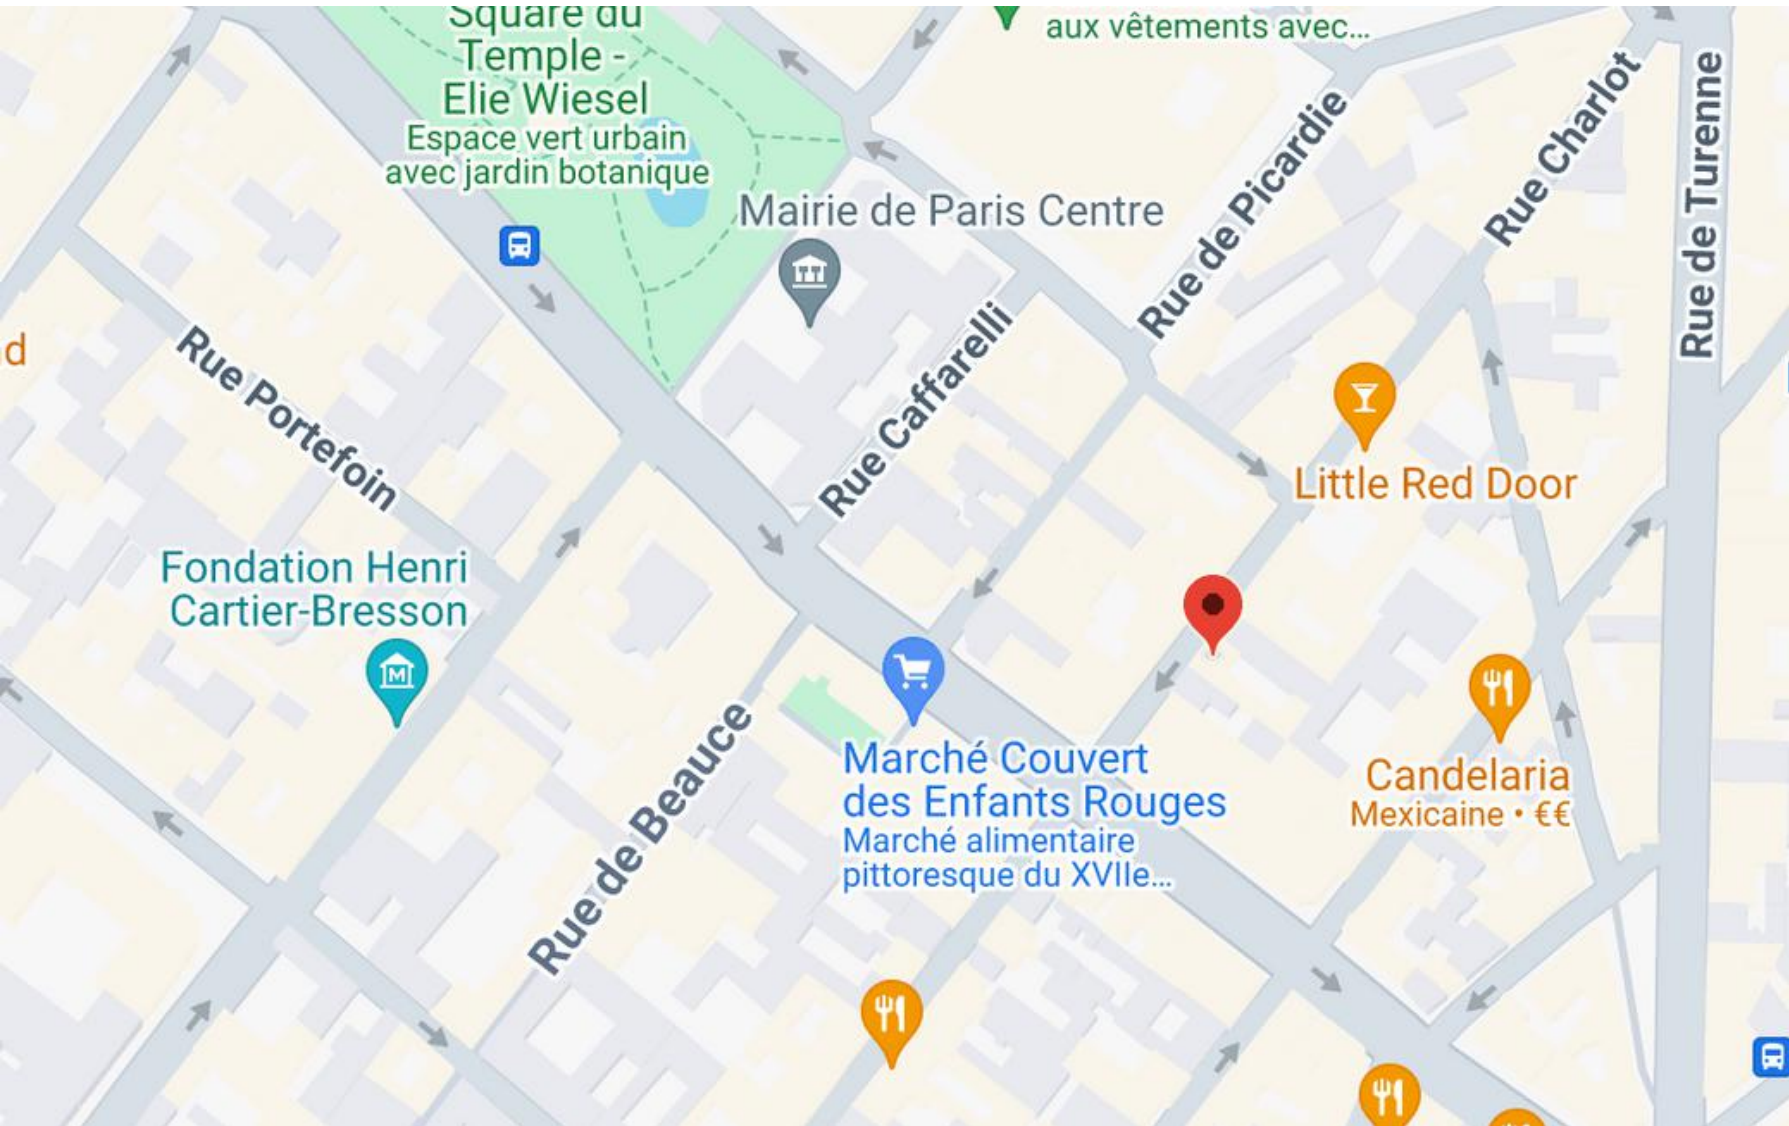 Square du
Temple -
Elie Wiesel
Espace vert urbain
avec jardin botanique
aux vêtements avec...
Mairie de Paris Centre
Rue de Picardie
Rue Charlot
Rue de Turenne
d
Rue Portefoin
Rue Caffarelli
Little Red Door
Fondation Henri
Cartier-Bresson
M
Rue de Beauce
Marché Couvert
des Enfants Rouges
Marché alimentaire
pittoresque du XVIIe...
Candelaria
Mexicaine • €€